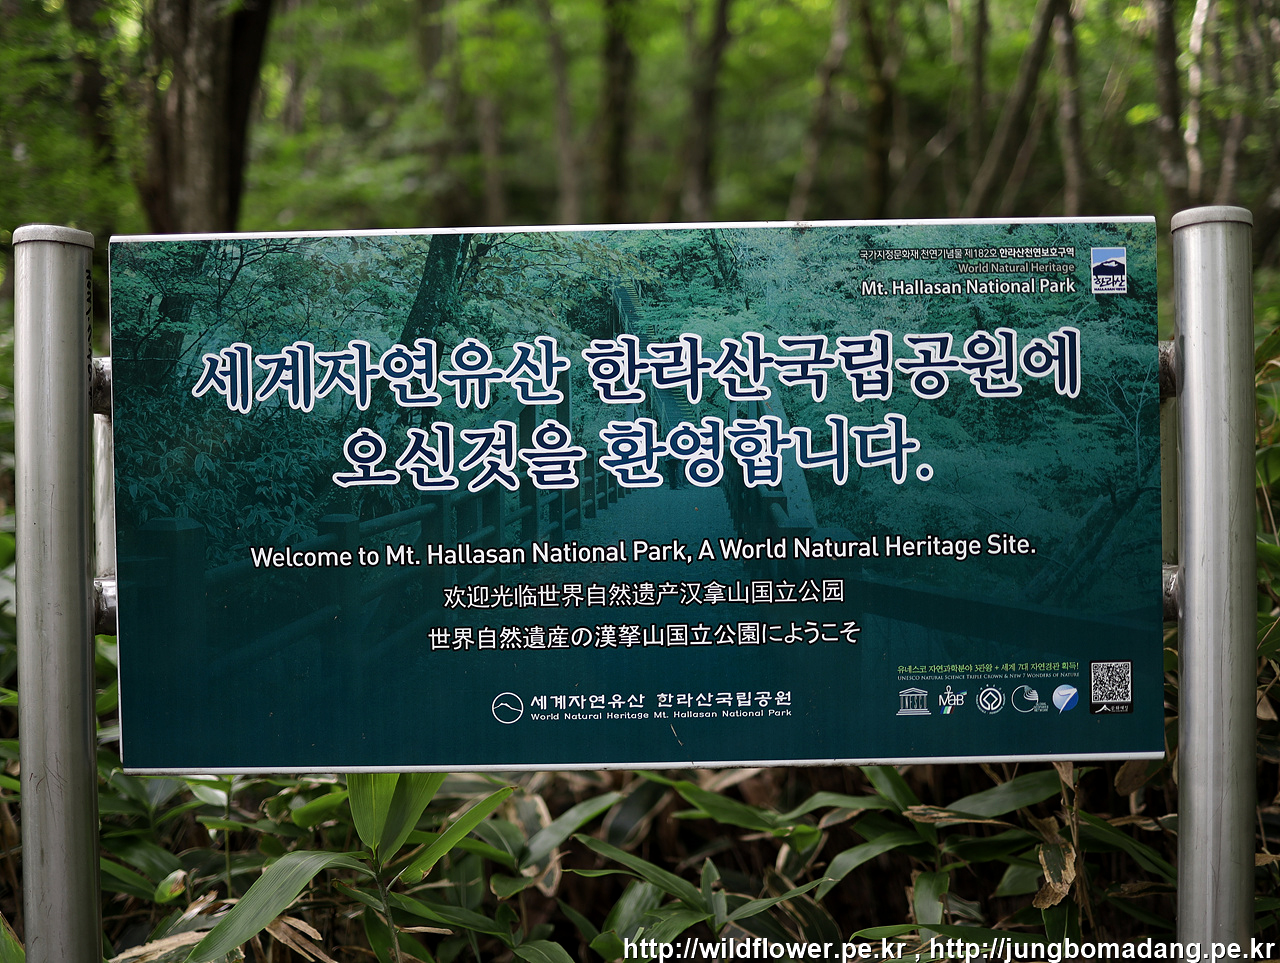 국가지정문화재 천연기념물 제182호 한라산천연보호구역
World Natural Heritage
Mt. Hallasan National Park
한라산
세계자연유산 한라산국립공원에
오신것을 환영합니다.
Welcome to Mt. Hallasan National Park, A World Natural Heritage Site.
欢迎光临世界自然遗产汉拿山国立公园
世界自然遺産の漢拏山国立公園にようこそ
유네스코 자연과학분야 3관왕 + 세계 7대 자연경관 획득!
UNESCO Natural Science Triple Crown & New 7 Wonders of Nature
MAB
세계자연유산 한라산국립공원
World Natural Heritage Mt. Hallasan National Park
http://wildflower.pe.kr , http://jungbomadang.pe.kr